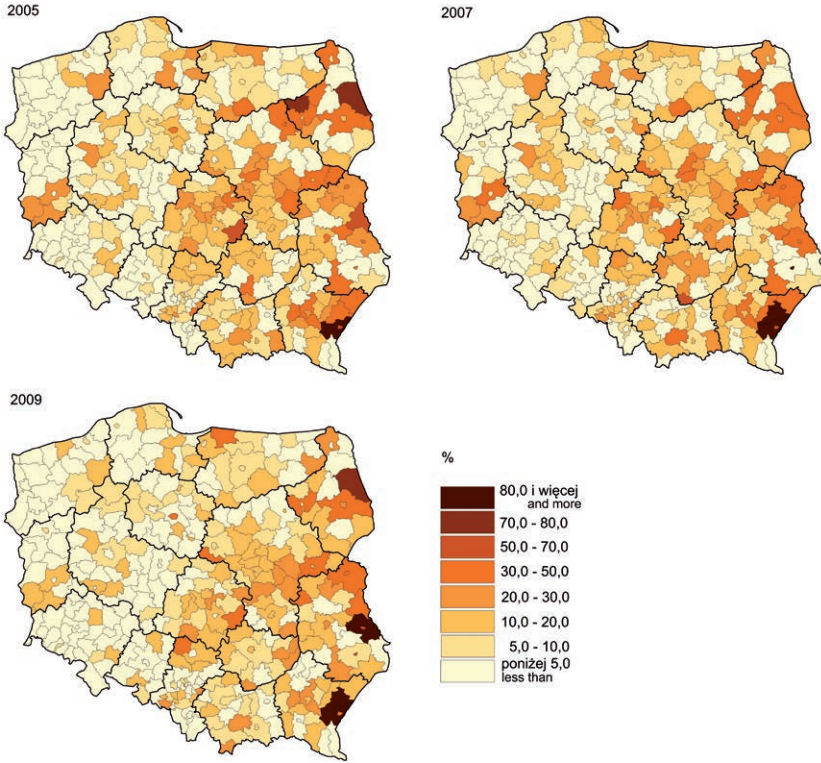 2005
2007
2009
%
80,0 i więcej
and more
70,0 - 80,0
50,0 - 70,0
30,0 - 50,0
20,0 - 30,0
10,0 - 20,0
5,0 - 10,0
poniżej 5,0
less than